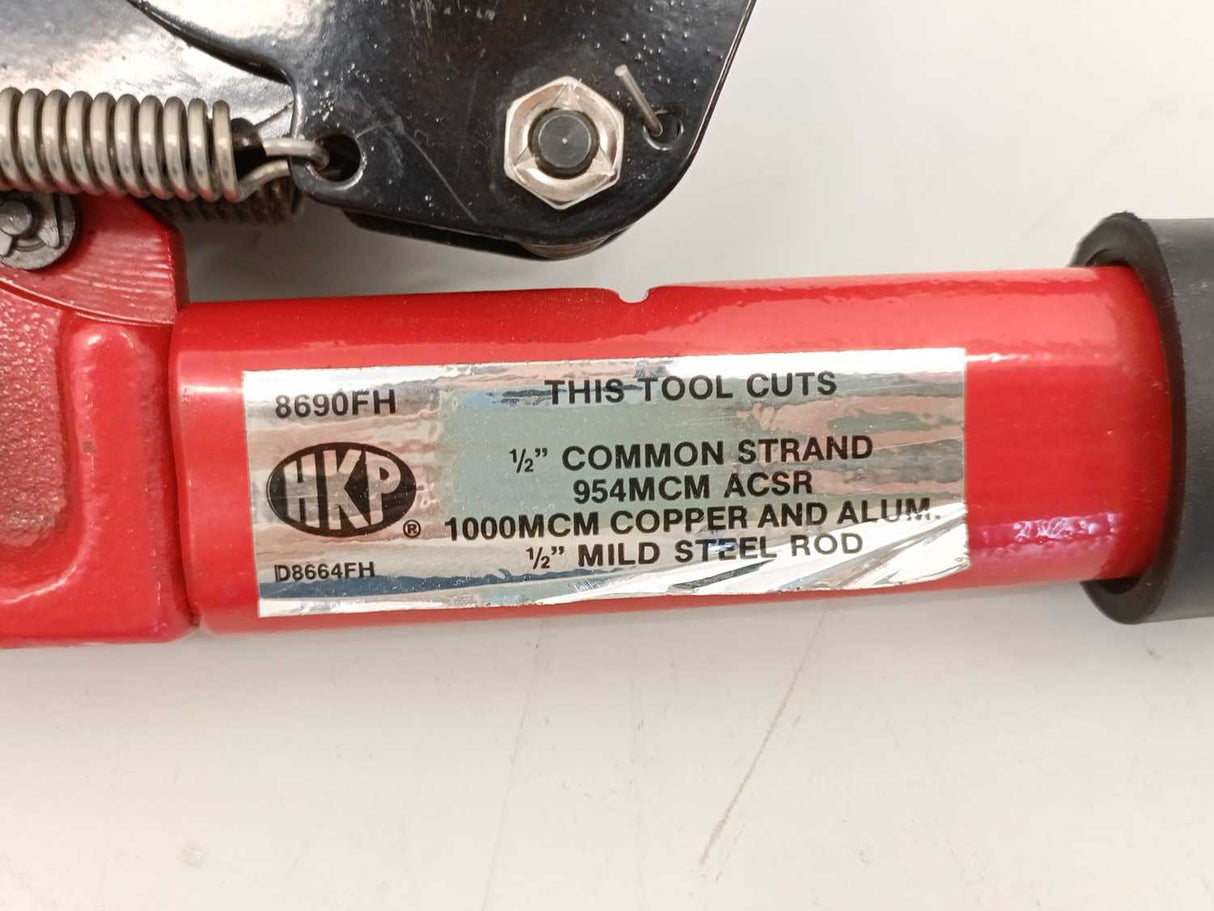 8690FH
THIS TOOL CUTS
½” COMMON STRAND
954MCM ACSR
1000MCM COPPER AND ALUM.
½” MILD STEEL ROD
HKP®
D8664FH